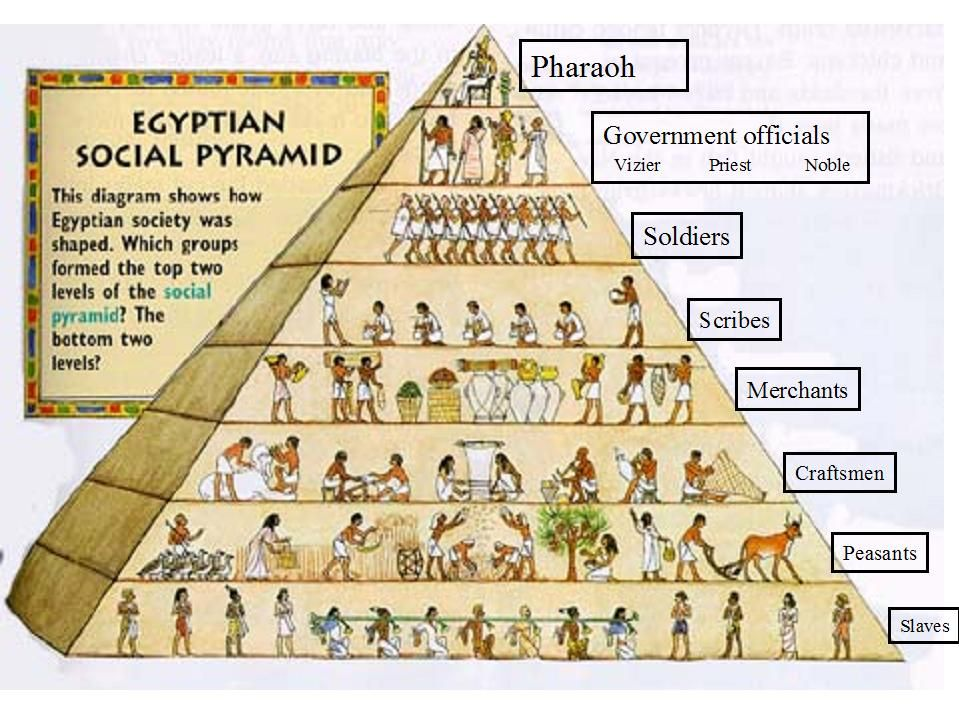 EGYPTIAN
SOCIAL PYRAMID
This diagram shows how
Egyptian society was
shaped. Which groups
formed the top two
levels of the social
pyramid? The
bottom two
levels?
Pharaoh
Government officials
Vizier Priest Noble
Soldiers
Scribes
Merchants
Craftsmen
Peasants
Slaves